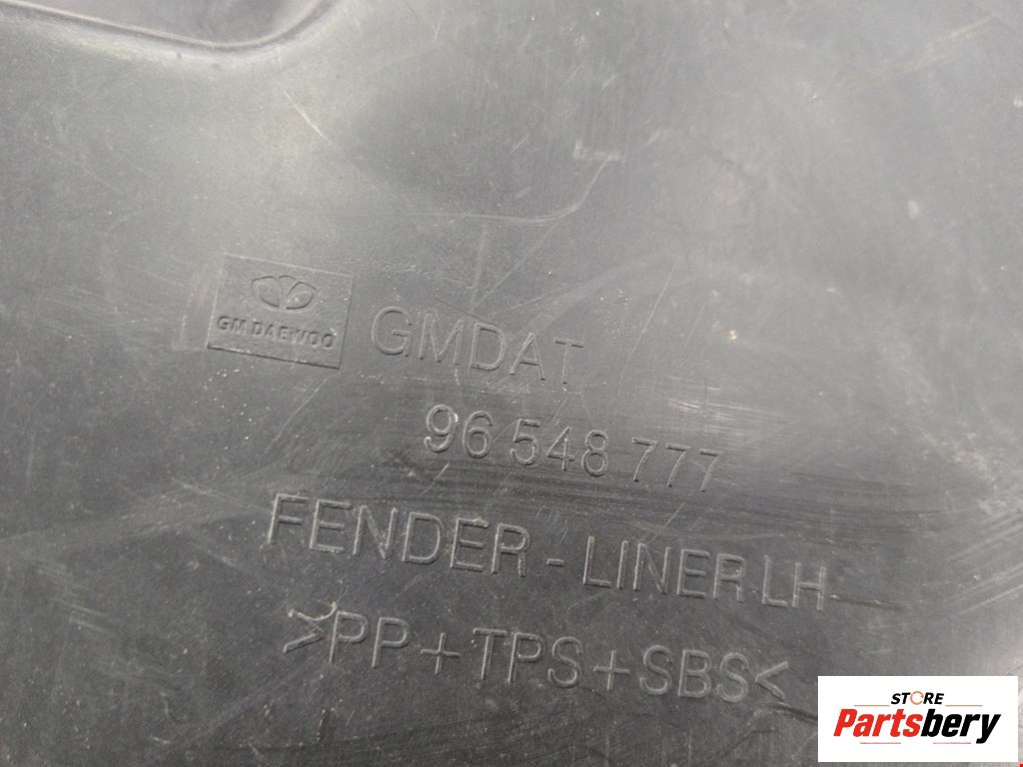 GM DAEWOO
GMDAT
96 548 777
FENDER - LINER LH
>PP+TPS+SBS<
STORE
Partsbery